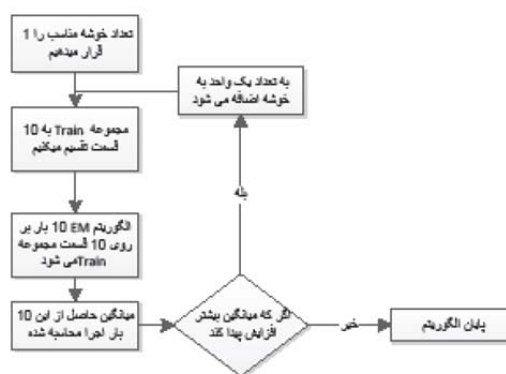 تعداد خوشه مناسب را 1
قرار میدهیم
به تعداد یک واحد به
خوشه اضافه می شود
مجموعه Train به 10
قسمت تقسیم میکنیم
بله
الگوریتم EM 10 بار بر
روی 10 قسمت مجموعه
Trainمی شود
میانگین حاصل از این 10
بار اجرا محاسبه شده
اگر که میانگین بیشتر
افزایش پیدا کند
خیر
پایان الگوریتم